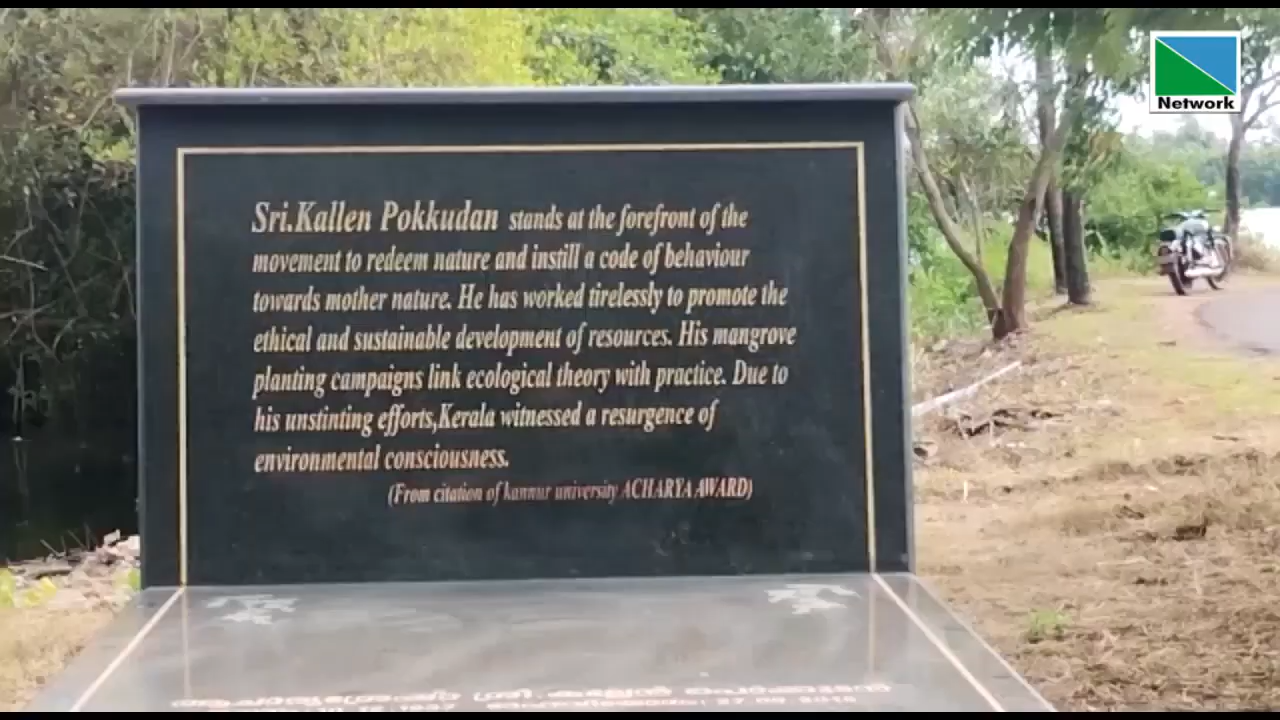 Network
Sri.Kallen Pokkudan stands at the forefront of the
movement to redeem nature and instill a code of behaviour
towards mother nature. He has worked tirelessly to promote the
ethical and sustainable development of resources. His mangrove
planting campaigns link ecological theory with practice. Due to
his unstinting efforts,Kerala witnessed a resurgence of
environmental consciousness.
(From citation of kannur university ACHARYA AWARD)
ശ്രീ. കല്ലേൻ പൊക്കുടൻ